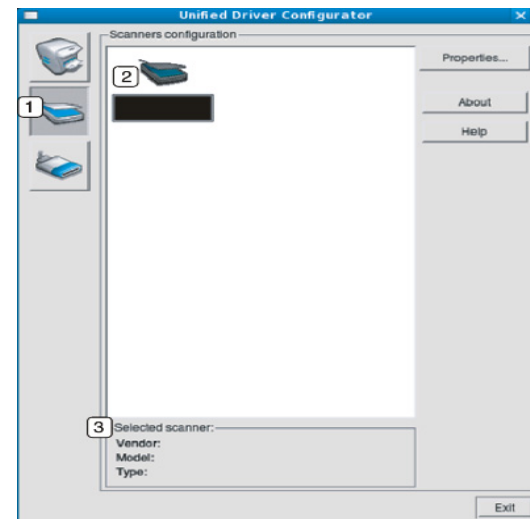 Unified Driver Configurator
Scanners configuration
2
Properties...
1
About
Help
3
Selected scanner:
Vendor:
Model:
Type:
Exit